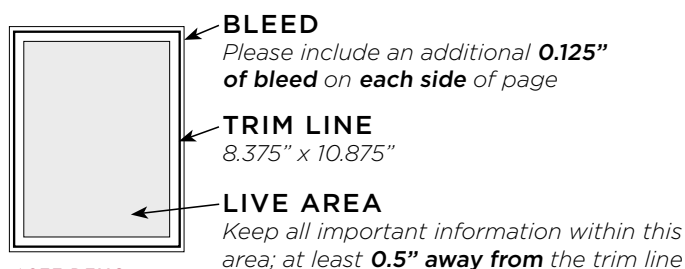 BLEED
Please include an additional 0.125”
of bleed on each side of page
TRIM LINE
8.375” x 10.875”
LIVE AREA
Keep all important information within this
area; at least 0.5” away from the trim line